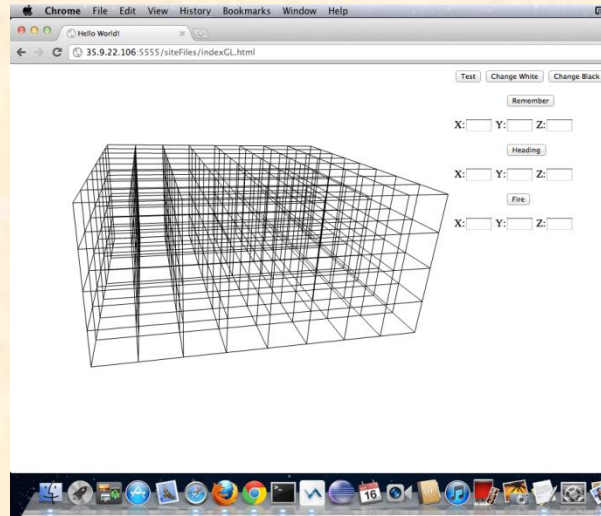 Chrome File Edit View History Bookmarks Window Help
Hello World!
35.9.22.106:5555/siteFiles/indexGL.html
Test Change White Change Black
Remember
X: Y: Z:
Heading
X: Y: Z:
Fire
X: Y: Z:
16